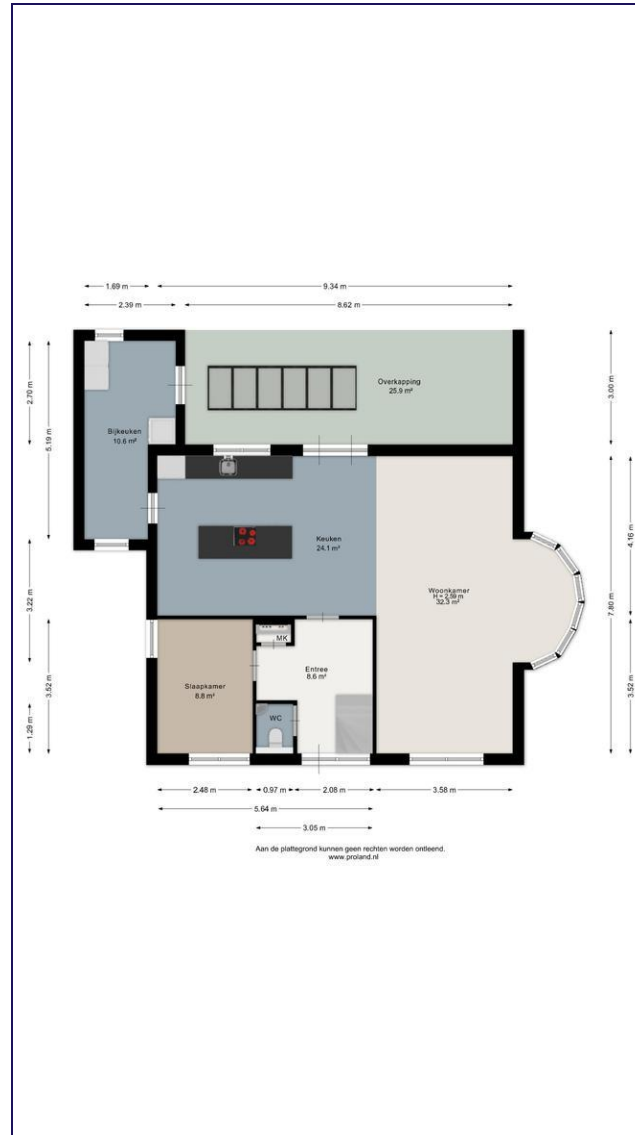 1.69 m
9.34 m
2.39 m
8.62 m
2.70 m
5.19 m
3.00 m
Overkapping
25.9 m²
Bijkeuken
10.6 m²
Keuken
24.1 m²
4.16 m
7.80 m
Woonkamer
H = 2.59 m
32.3 m²
3.22 m
3.52 m
1.29 m
MK
Entree
8.6 m²
Slaapkamer
8.8 m²
WC
3.52 m
2.48 m
0.97 m
2.08 m
3.58 m
5.64 m
3.05 m
Aan de plattegrond kunnen geen rechten worden ontleend.
www.proland.nl